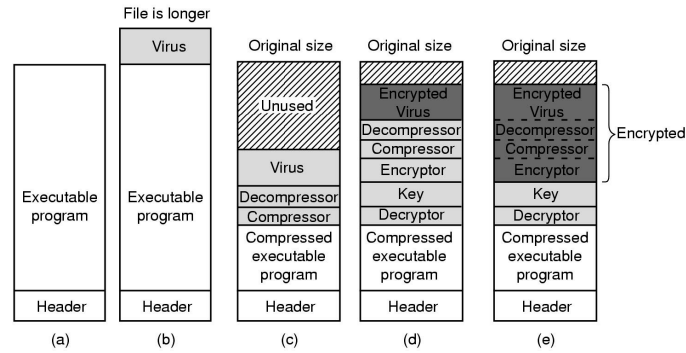 File is longer
Virus
Executable
program
Header
(a)
Executable
program
Header
(b)
Original size
Unused
Virus
Decompressor
Compressor
Compressed
executable
program
Header
(c)
Original size
Encrypted
Virus
Decompressor
Compressor
Encryptor
Key
Decryptor
Compressed
executable
program
Header
(d)
Original size
Encrypted
Virus
Decompressor
Compressor
Encryptor
Key
Decryptor
Compressed
executable
program
Header
(e)
Encrypted